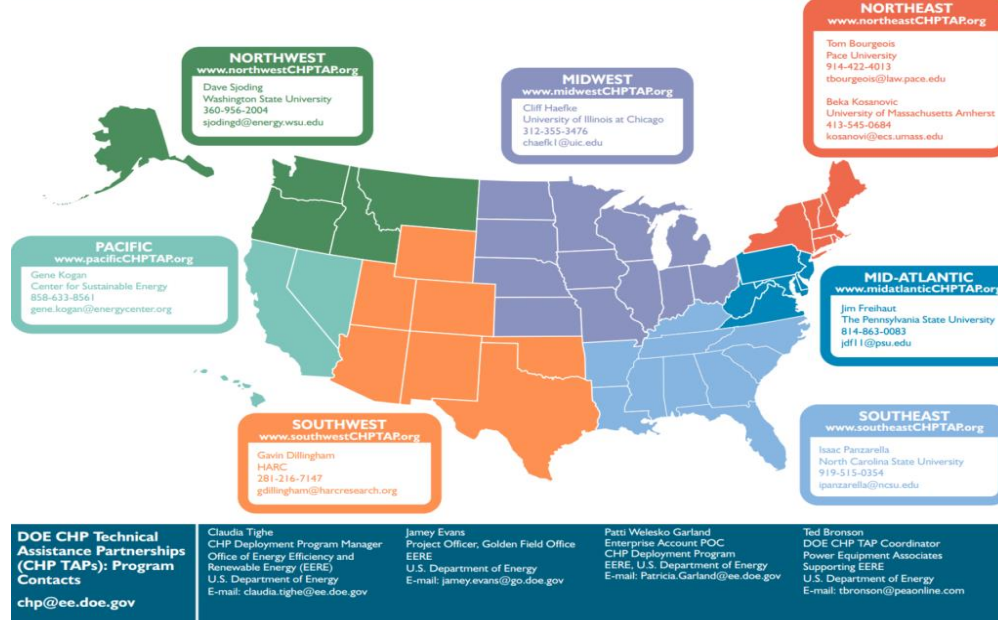 NORTHEAST
www.northeastCHPTAP.org
Tom Bourgeois
Pace University
914-422-4013
tbourgeois@law.pace.edu
Beka Kosanovic
University of Massachusetts Amherst
413-545-0684
kosanovi@ecs.umass.edu
NORTHWEST
www.northwestCHPTAP.org
Dave Sjoding
Washington State University
360-956-2004
sjodingd@energy.wsu.edu
MIDWEST
www.midwestCHPTAP.org
Cliff Haefke
University of Illinois at Chicago
312-355-3476
chaefk1@uic.edu
PACIFIC
www.pacificCHPTAP.org
Gene Kogan
Center for Sustainable Energy
858-633-8561
gene.kogan@energycenter.org
MID-ATLANTIC
www.midatlanticCHPTAP.org
Jim Freihaut
The Pennsylvania State University
814-863-0083
jdf11@psu.edu
SOUTHWEST
www.southwestCHPTAP.org
Gavin Dillingham
HARC
281-216-7147
gdillingham@harcresearch.org
SOUTHEAST
www.southeastCHPTAP.org
Isaac Panzarella
North Carolina State University
919-515-0354
ipanzarella@ncsu.edu
DOE CHP Technical
Assistance Partnerships
(CHP TAPs): Program
Contacts
chp@ee.doe.gov
Claudia Tighe
CHP Deployment Program Manager
Office of Energy Efficiency and
Renewable Energy (EERE)
U.S. Department of Energy
E-mail: claudia.tighe@ee.doe.gov
Jamey Evans
Project Officer, Golden Field Office
EERE
U.S. Department of Energy
E-mail: jamey.evans@go.doe.gov
Patti Welesko Garland
Enterprise Account POC
CHP Deployment Program
EERE, U.S. Department of Energy
E-mail: Patricia.Garland@ee.doe.gov
Ted Bronson
DOE CHP TAP Coordinator
Power Equipment Associates
Supporting EERE
U.S. Department of Energy
E-mail: tbronson@peaonline.com